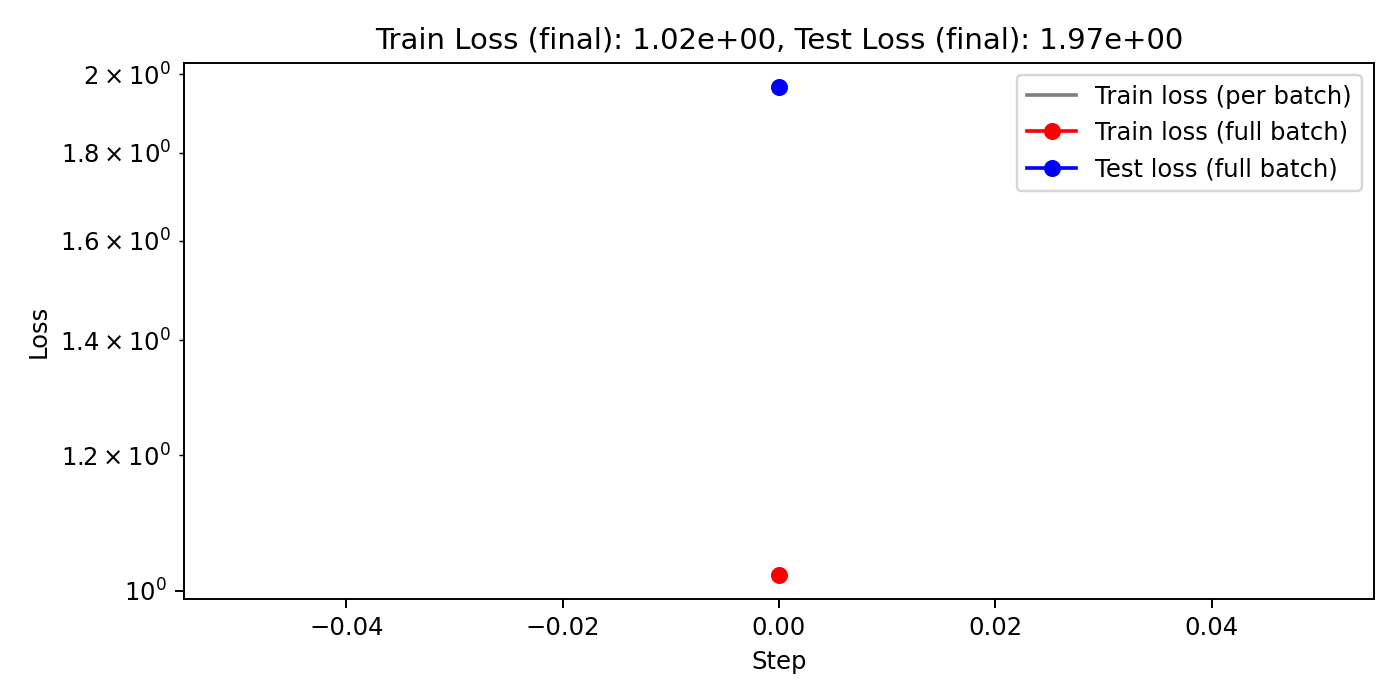 Train Loss (final): 1.02e+00, Test Loss (final): 1.97e+00
2 × 10⁰
1.8 × 10⁰
1.6 × 10⁰
1.4 × 10⁰
1.2 × 10⁰
10⁰
Loss
Train loss (per batch)
Train loss (full batch)
Test loss (full batch)
−0.04 −0.02 0.00 0.02 0.04
Step